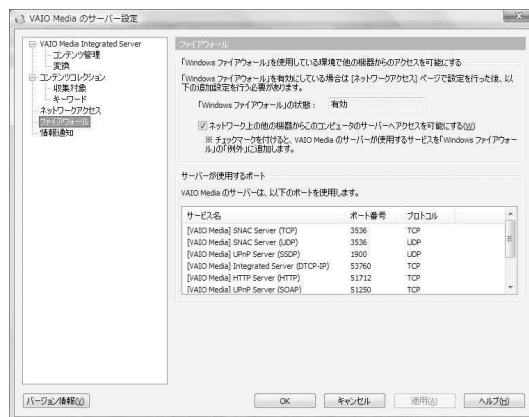 VAIO Media のサーバー設定
VAIO Media Integrated Server
コンテンツ管理
変換
コンテンツコレクション
収集対象
キーワード
ネットワークアクセス
ファイアウォール
情報通知
ファイアウォール
「Windows ファイアウォール」を使用している環境で他の機器からのアクセスを可能にする
「Windows ファイアウォール」を有効にしている場合は [ネットワークアクセス] ページで設定を行った後、以
下の追加設定を行う必要があります。
「Windows ファイアウォール」の状態： 有効
ネットワーク上の他の機器からこのコンピュータのサーバーへアクセスを可能にする(W)
※ チェックマークを付けると、VAIO Media のサーバーが使用するサービスを「Windows ファイアウォー
ル」の「例外」に追加します。
サーバーが使用するポート
VAIO Media のサーバーは、以下のポートを使用します。
サービス名 ポート番号 プロトコル
[VAIO Media] SNAC Server (TCP) 3536 TCP
[VAIO Media] SNAC Server (UDP) 3536 UDP
[VAIO Media] UPnP Server (SSDP) 1900 UDP
[VAIO Media] Integrated Server (DTCP-IP) 53760 TCP
[VAIO Media] HTTP Server (HTTP) 51712 TCP
[VAIO Media] UPnP Server (SOAP) 51250 TCP
バージョン情報(V) OK キャンセル 適用(A) ヘルプ(H)